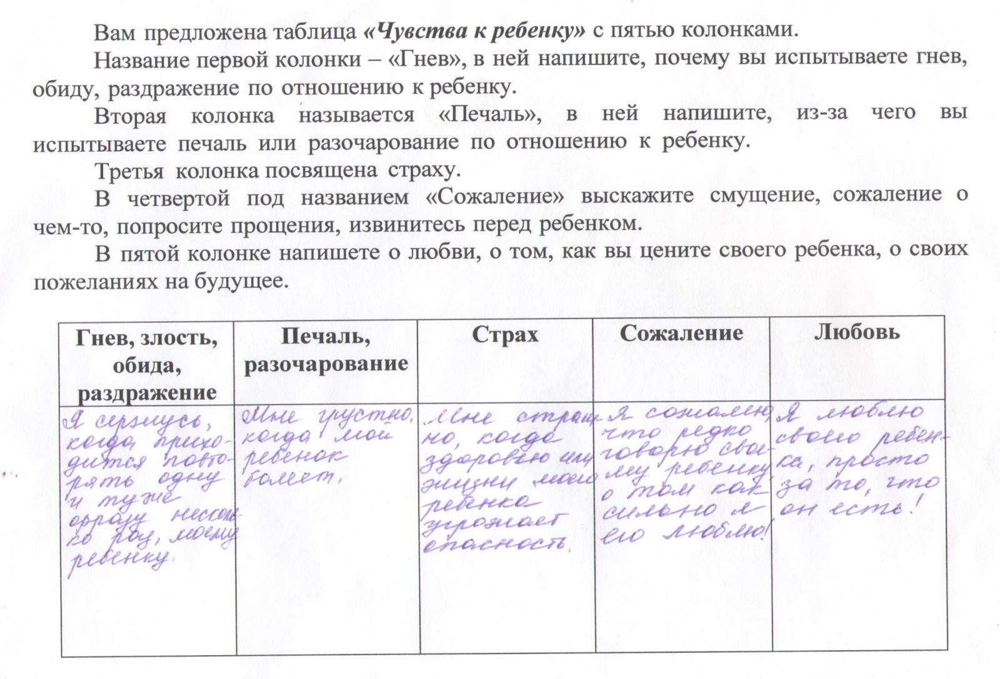 Вам предложена таблица «Чувства к ребенку» с пятью колонками.
Название первой колонки – «Гнев», в ней напишите, почему вы испытываете гнев,
обиду, раздражение по отношению к ребенку.
Вторая колонка называется «Печаль», в ней напишите, из-за чего вы
испытываете печаль или разочарование по отношению к ребенку.
Третья колонка посвящена страху.
В четвертой под названием «Сожаление» выскажите смущение, сожаление о
чем-то, попросите прощения, извинитесь перед ребенком.
В пятой колонке напишете о любви, о том, как вы цените своего ребенка, о своих
пожеланиях на будущее.
Гнев, злость,
обида,
раздражение
Печаль,
разочарование
Страх
Сожаление
Любовь
Я сержусь,
когда прихо-
дится повто-
рять одну
и туже
фразу несколь-
ко раз, моему
ребенку.
Мне грустно,
когда мой
ребенок
болеет.
Мне страш-
но, когда
здоровью или
жизни моего
ребенка
угрожает
опасность.
Я сожалею,
что редко
говорю свое-
му ребенку,
о том как
сильно я
его люблю!
Я люблю
своего ребен-
ка, просто
за то, что
он есть!